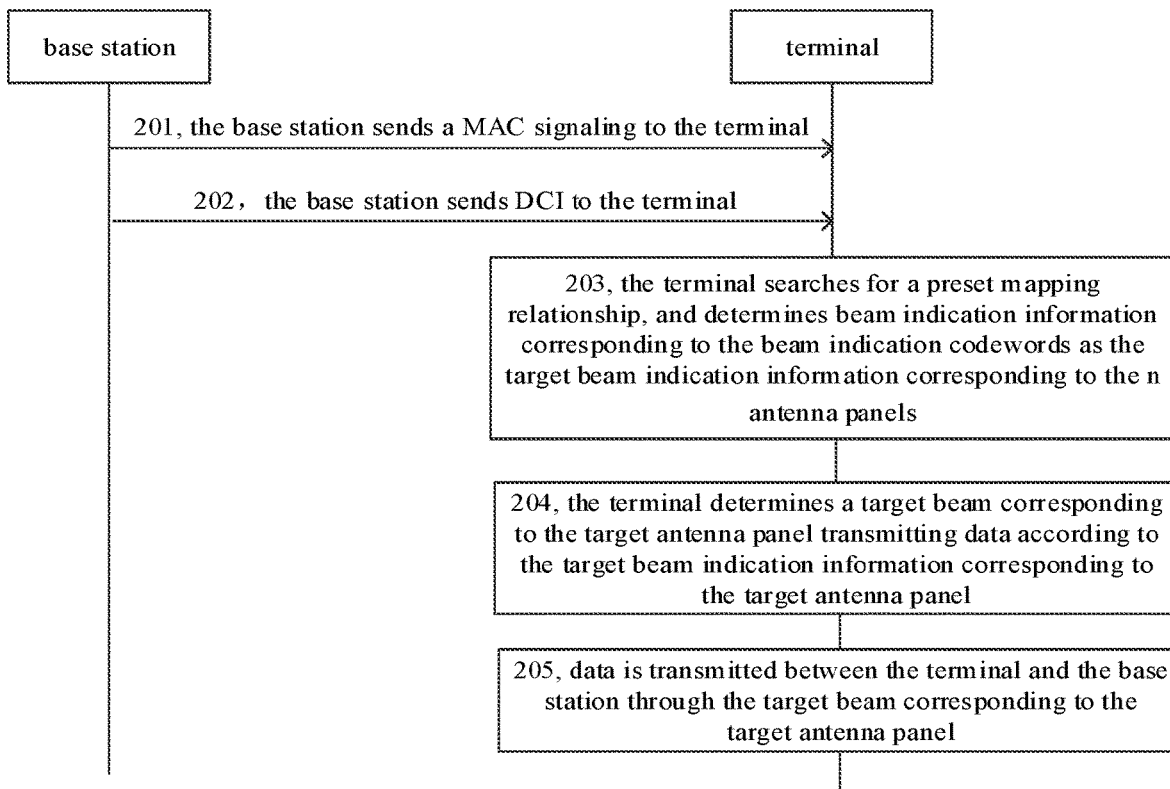 base station
terminal
201, the base station sends a MAC signaling to the terminal
202， the base station sends DCI to the terminal
203, the terminal searches for a preset mapping
relationship, and determines beam indication information
corresponding to the beam indication codewords as the
target beam indication information corresponding to the n
antenna panels
204, the terminal determines a target beam corresponding
to the target antenna panel transmitting data according to
the target beam indication information corresponding to
the target antenna panel
205, data is transmitted between the terminal and the base
station through the target beam corresponding to the
target antenna panel